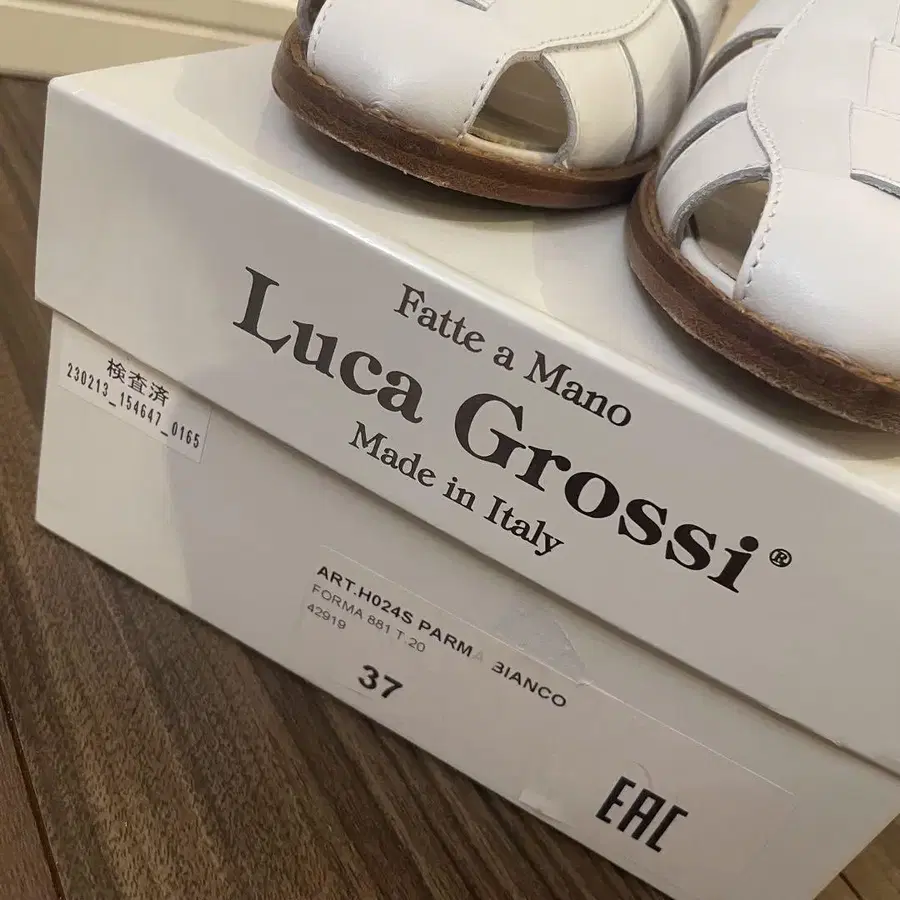 Fatte a Mano
Luca Grossi®
Made in Italy
検査済
230213_154647_0165
ART.H024S PARMA BIANCO
FORMA 881 T.20
42919
37
EAC